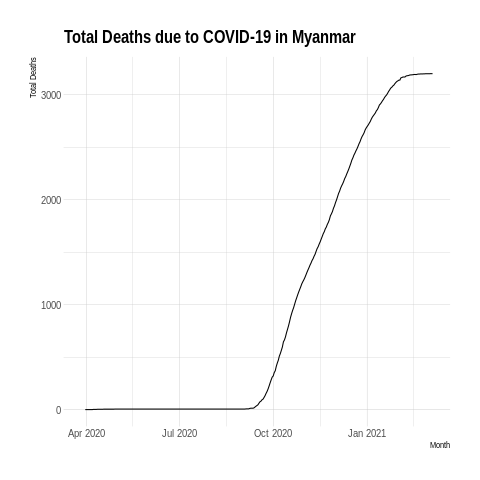 Total Deaths due to COVID-19 in Myanmar
Total Deaths
3000
2000
1000
0
Apr 2020 Jul 2020 Oct 2020 Jan 2021
Month